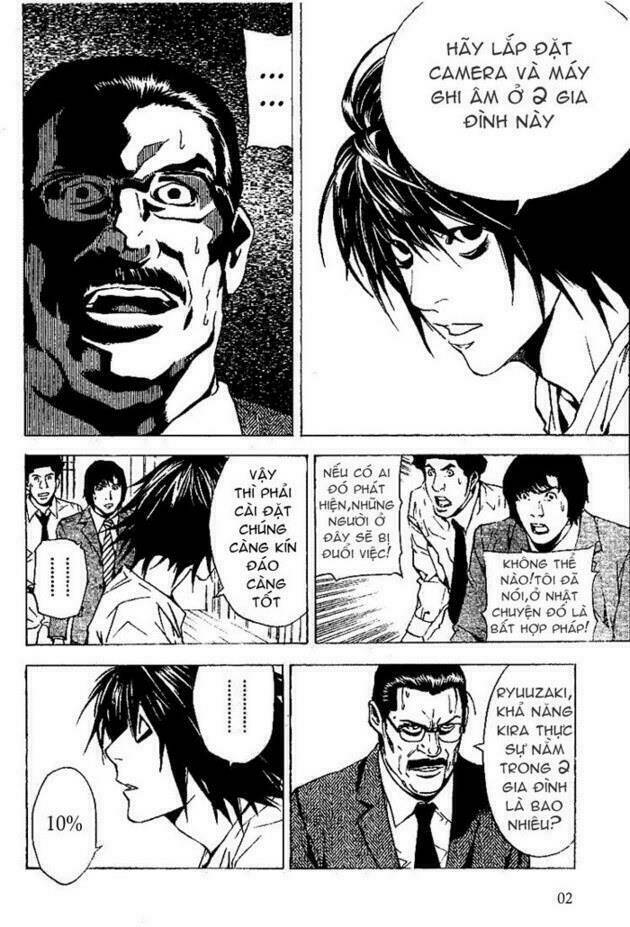 HÃY LẮP ĐẶT
CAMERA VÀ MÁY
GHI ÂM Ở 2 GIA
ĐÌNH NÀY
...
...
KHÔNG THỂ
NÀO!TÔI ĐÃ
NÓI,Ở NHẬT
CHUYỆN ĐÓ LÀ
BẤT HỢP PHÁP!
NẾU CÓ AI
ĐÓ PHÁT
HIỆN,NHỮNG
NGƯỜI Ở
ĐÂY SẼ BỊ
ĐUỔI VIỆC!
VẬY
THÌ PHẢI
CÀI ĐẶT
CHÚNG
CÀNG KÍN
ĐÁO
CÀNG
TỐT
......
RYUUZAKI,
KHẢ NĂNG
KIRA THỰC
SỰ NẰM
TRONG 2
GIA ĐÌNH
LÀ BAO
NHIÊU?
......
10%
02